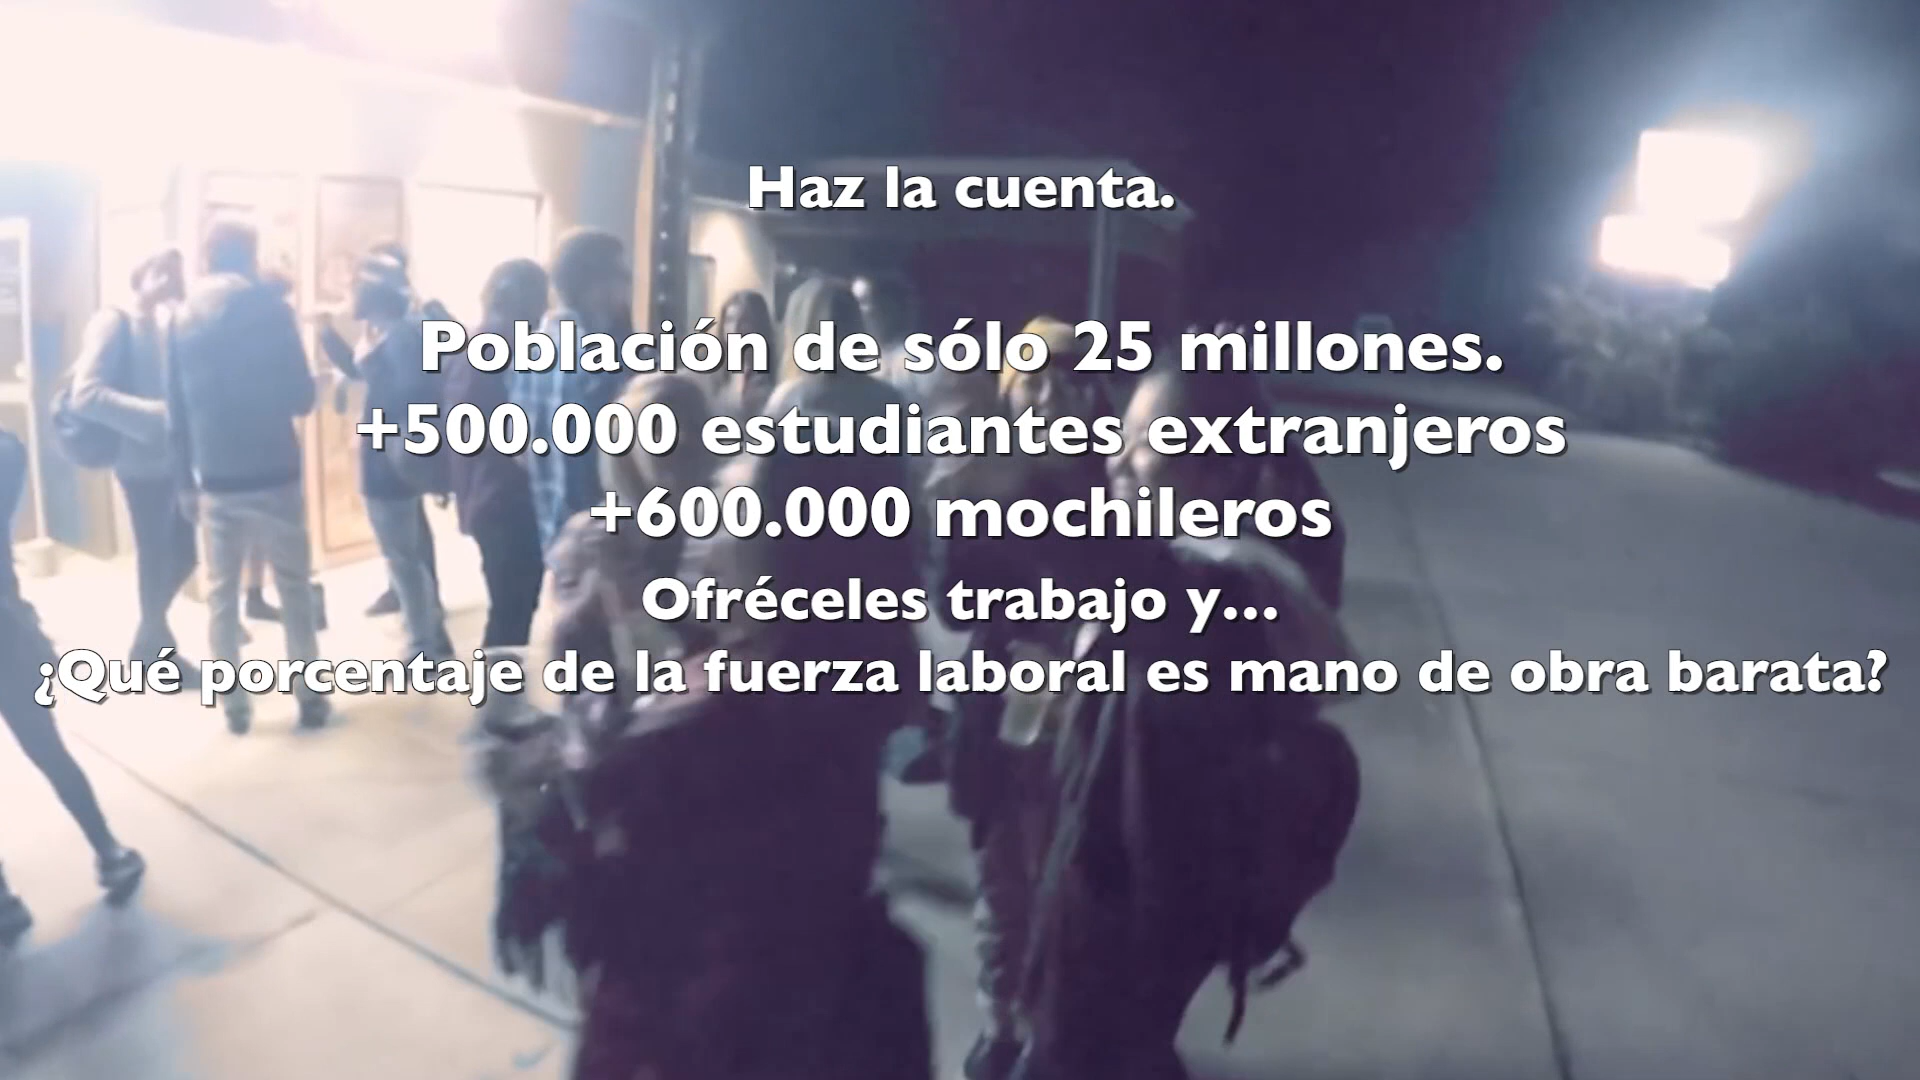 Haz la cuenta.
Población de sólo 25 millones.
+500.000 estudiantes extranjeros
+600.000 mochileros
Ofréceles trabajo y...
¿Qué porcentaje de la fuerza laboral es mano de obra barata?